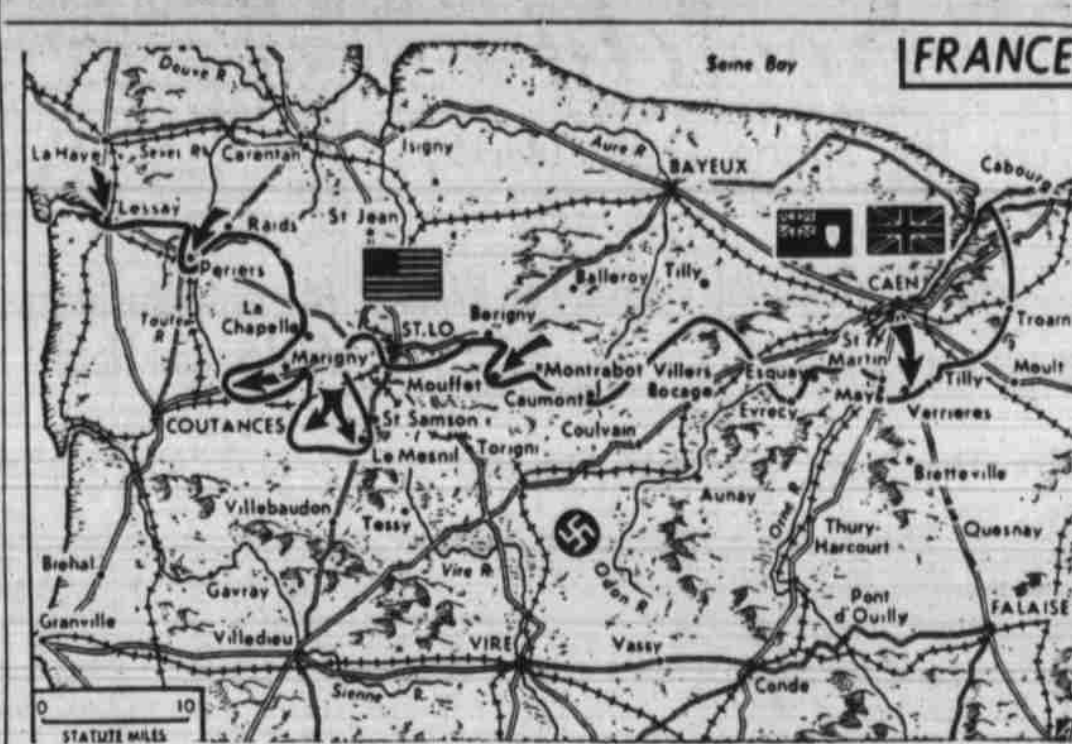 FRANCE
Seine Bay
Douve R.
La Haye
Seves R.
Carentan
Isigny
Aure R.
BAYEUX
Cabourg
Lessay
Raids
St Jean
Periers
Balleroy
Tilly
CAEN
La
Chapelle
ST. LO
Berigny
Troarn
R
Marigny
Mouffet
Montrabot
Villers
Bocage
Esquay
St
Martin
May
Tilly
Moult
Caumont
Evrecy
Verrieres
COUTANCES
St Samson
Coulvain
Le Mesnil
Torigni
Bretteville
Villebaudon
Tessy
Aunay
Orne R
Thury-
Harcourt
Quesnay
Brehal
Gavray
Vire R.
Odon R
Pont
d'Ouilly
FALAISE
Granville
Villedieu
VIRE
Vassy
Sienne R.
Conde
0 10
STATUTE MILES